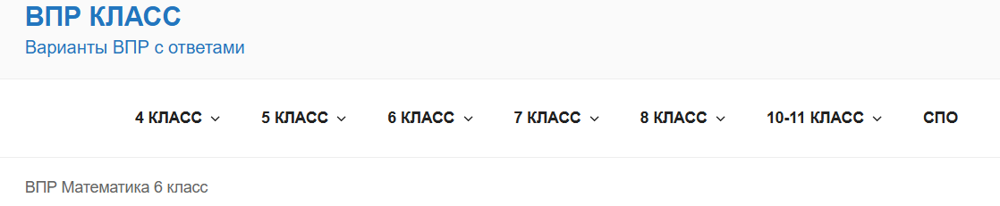 ВПР КЛАСС
Варианты ВПР с ответами
4 КЛАСС 5 КЛАСС 6 КЛАСС 7 КЛАСС 8 КЛАСС 10-11 КЛАСС СПО
ВПР Математика 6 класс